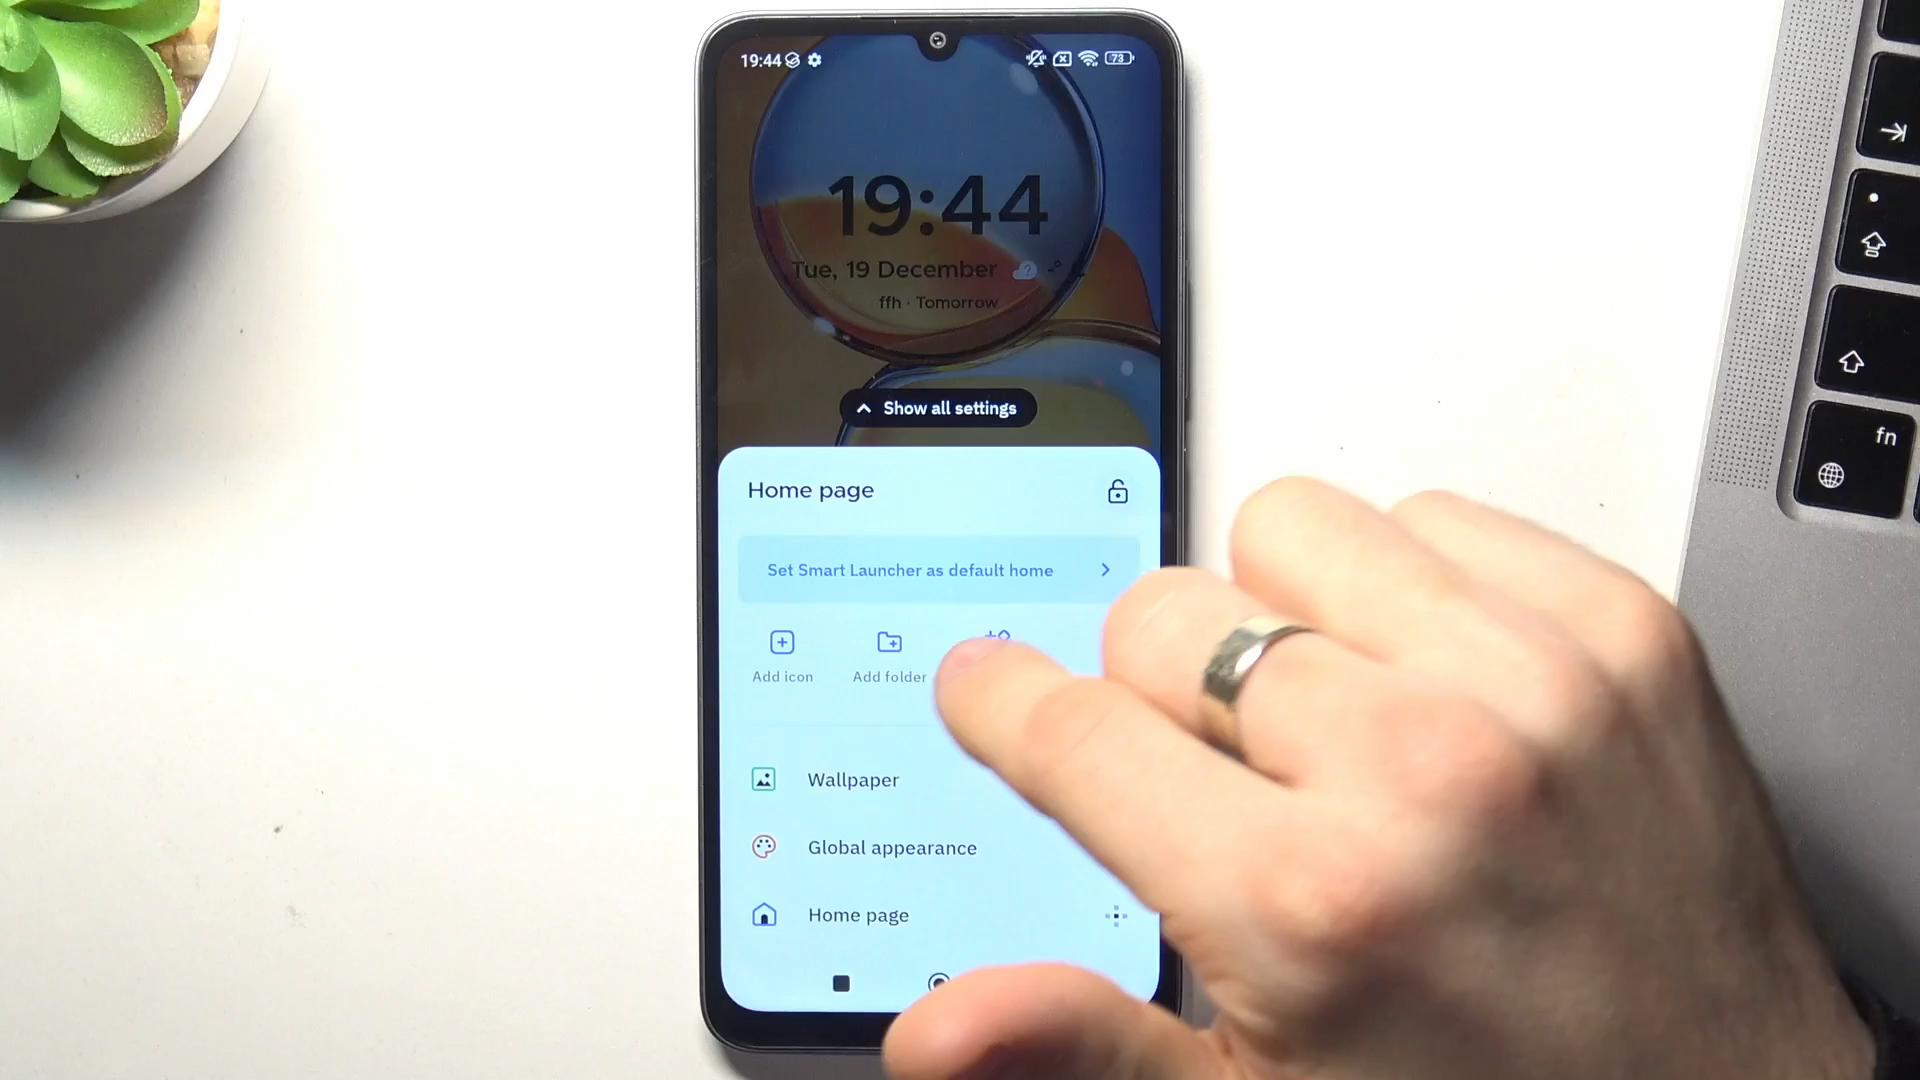 19:44
73
19:44
Tue, 19 December
ffh · Tomorrow
Show all settings
Home page
Set Smart Launcher as default home
Add icon
Add folder
Wallpaper
Global appearance
Home page
fn